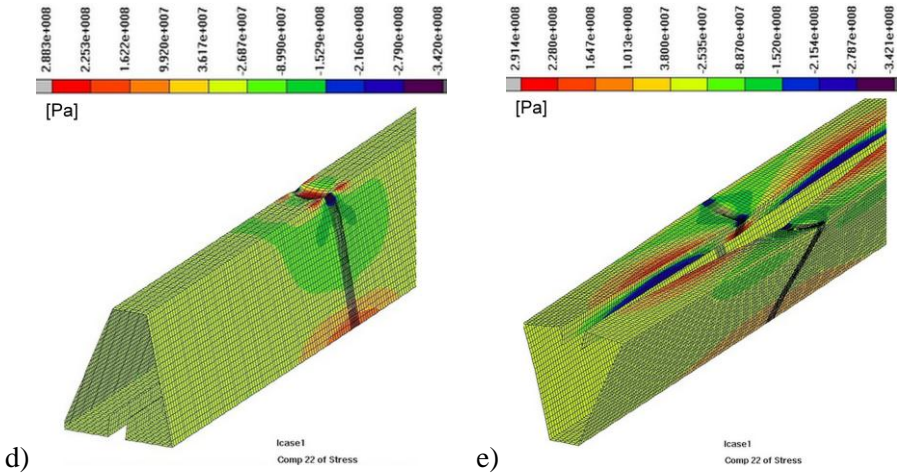 2.883e+008
2.253e+008
1.622e+008
9.920e+007
3.617e+007
-2.687e+007
-8.990e+007
-1.529e+008
-2.160e+008
-2.790e+008
-3.420e+008
[Pa]
lcase1
Comp 22 of Stress
d)
2.914e+008
2.280e+008
1.647e+008
1.013e+008
3.800e+007
-2.535e+007
-8.870e+007
-1.520e+008
-2.154e+008
-2.787e+008
-3.421e+008
[Pa]
lcase1
Comp 22 of Stress
e)